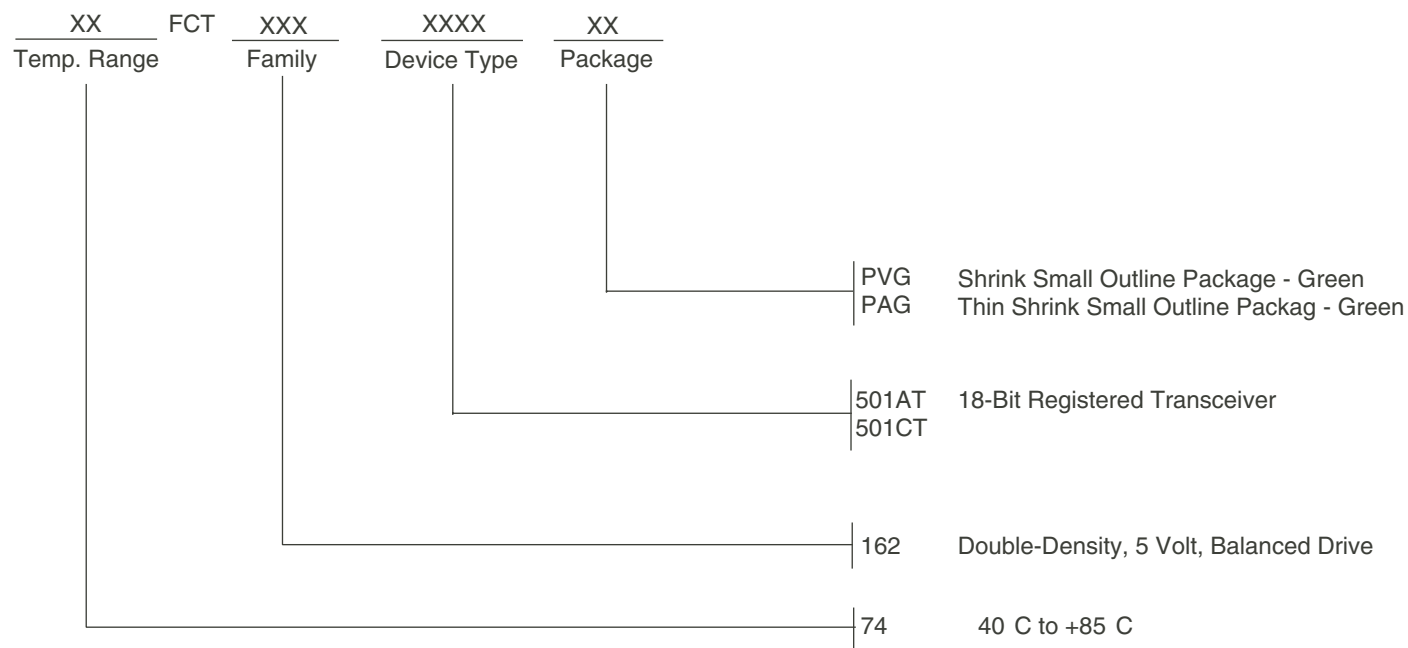 XX FCT XXX XXXX XX
Temp. Range Family Device Type Package
PVG Shrink Small Outline Package - Green
PAG Thin Shrink Small Outline Packag - Green
501AT 18-Bit Registered Transceiver
501CT
162 Double-Density, 5 Volt, Balanced Drive
74 40 C to +85 C